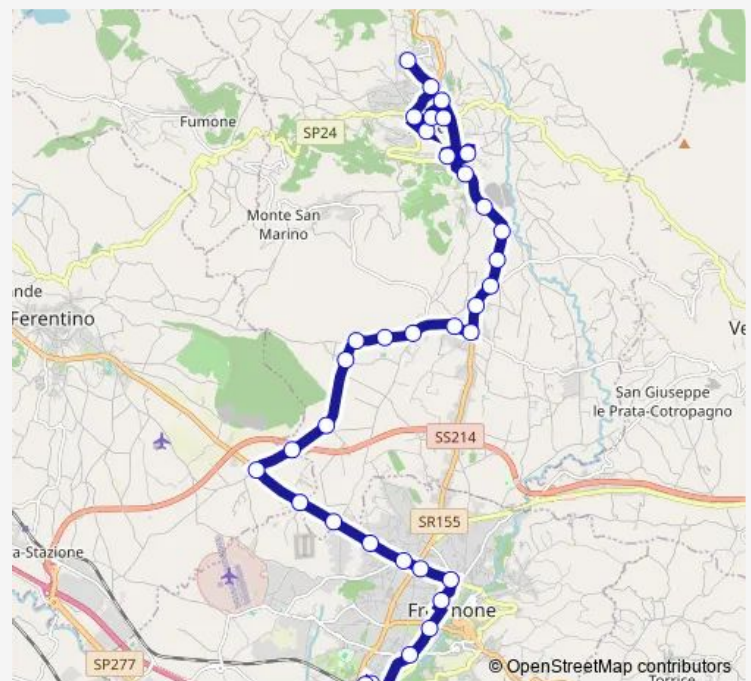 Fumone
SP24
Monte San
Marino
nde
Ferentino
Ve
San Giuseppe
le Prata-Cotropagno
SS214
SR155
a-Stazione
SP277
© OpenStreetMap contributors